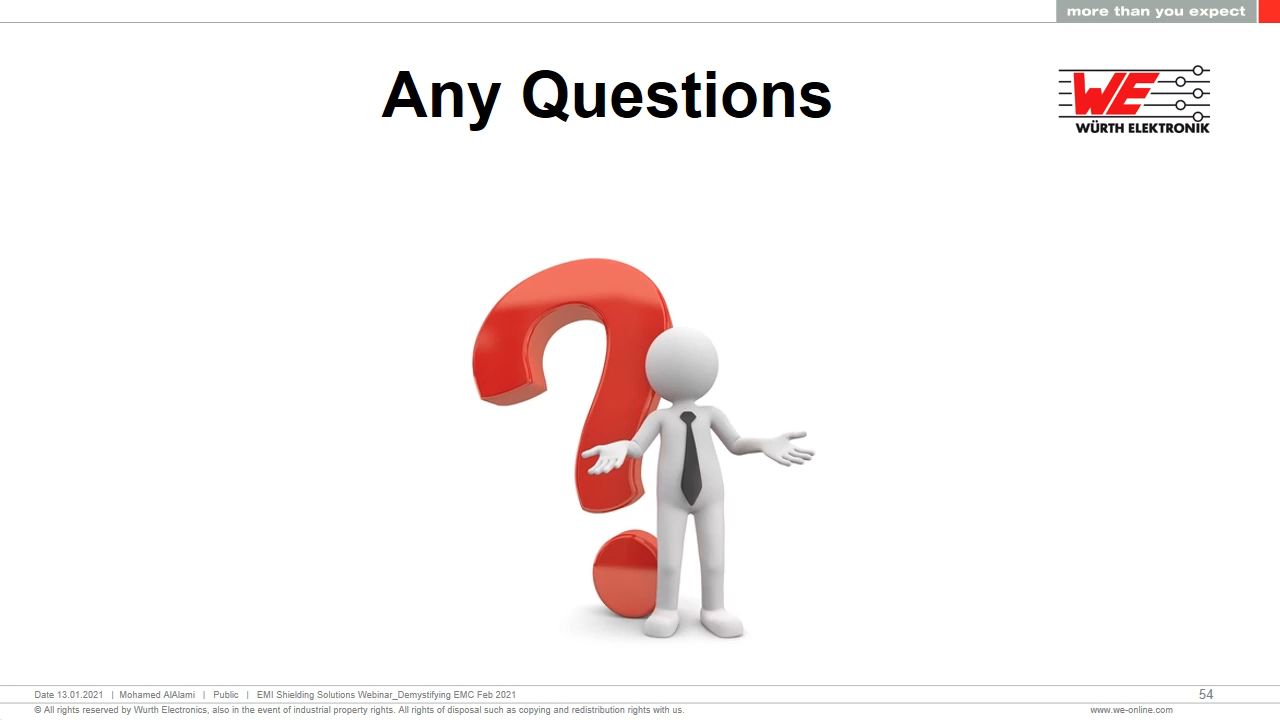 more than you expect
Any Questions
WE
WÜRTH ELEKTRONIK
Date 13.01.2021 | Mohamed AlAlami | Public | EMI Shielding Solutions Webinar_Demystifying EMC Feb 2021
54
© All rights reserved by Wurth Electronics, also in the event of industrial property rights. All rights of disposal such as copying and redistribution rights with us.
www.we-online.com